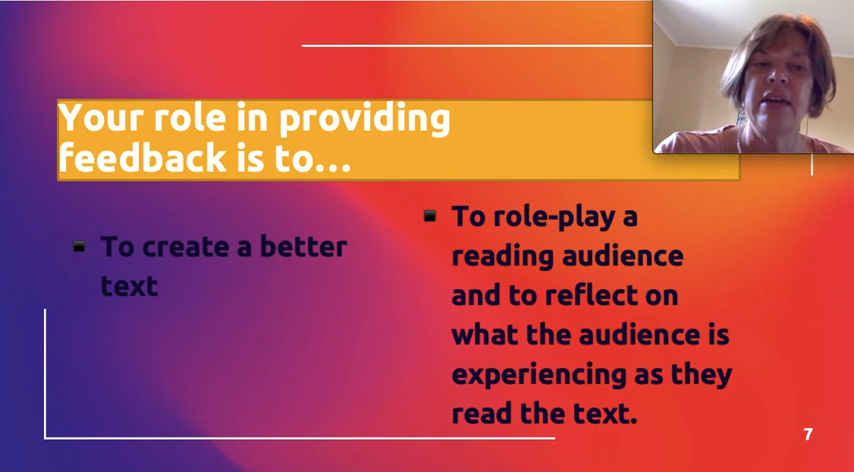 Your role in providing
feedback is to...
To create a better
text
To role-play a
reading audience
and to reflect on
what the audience is
experiencing as they
read the text.
7